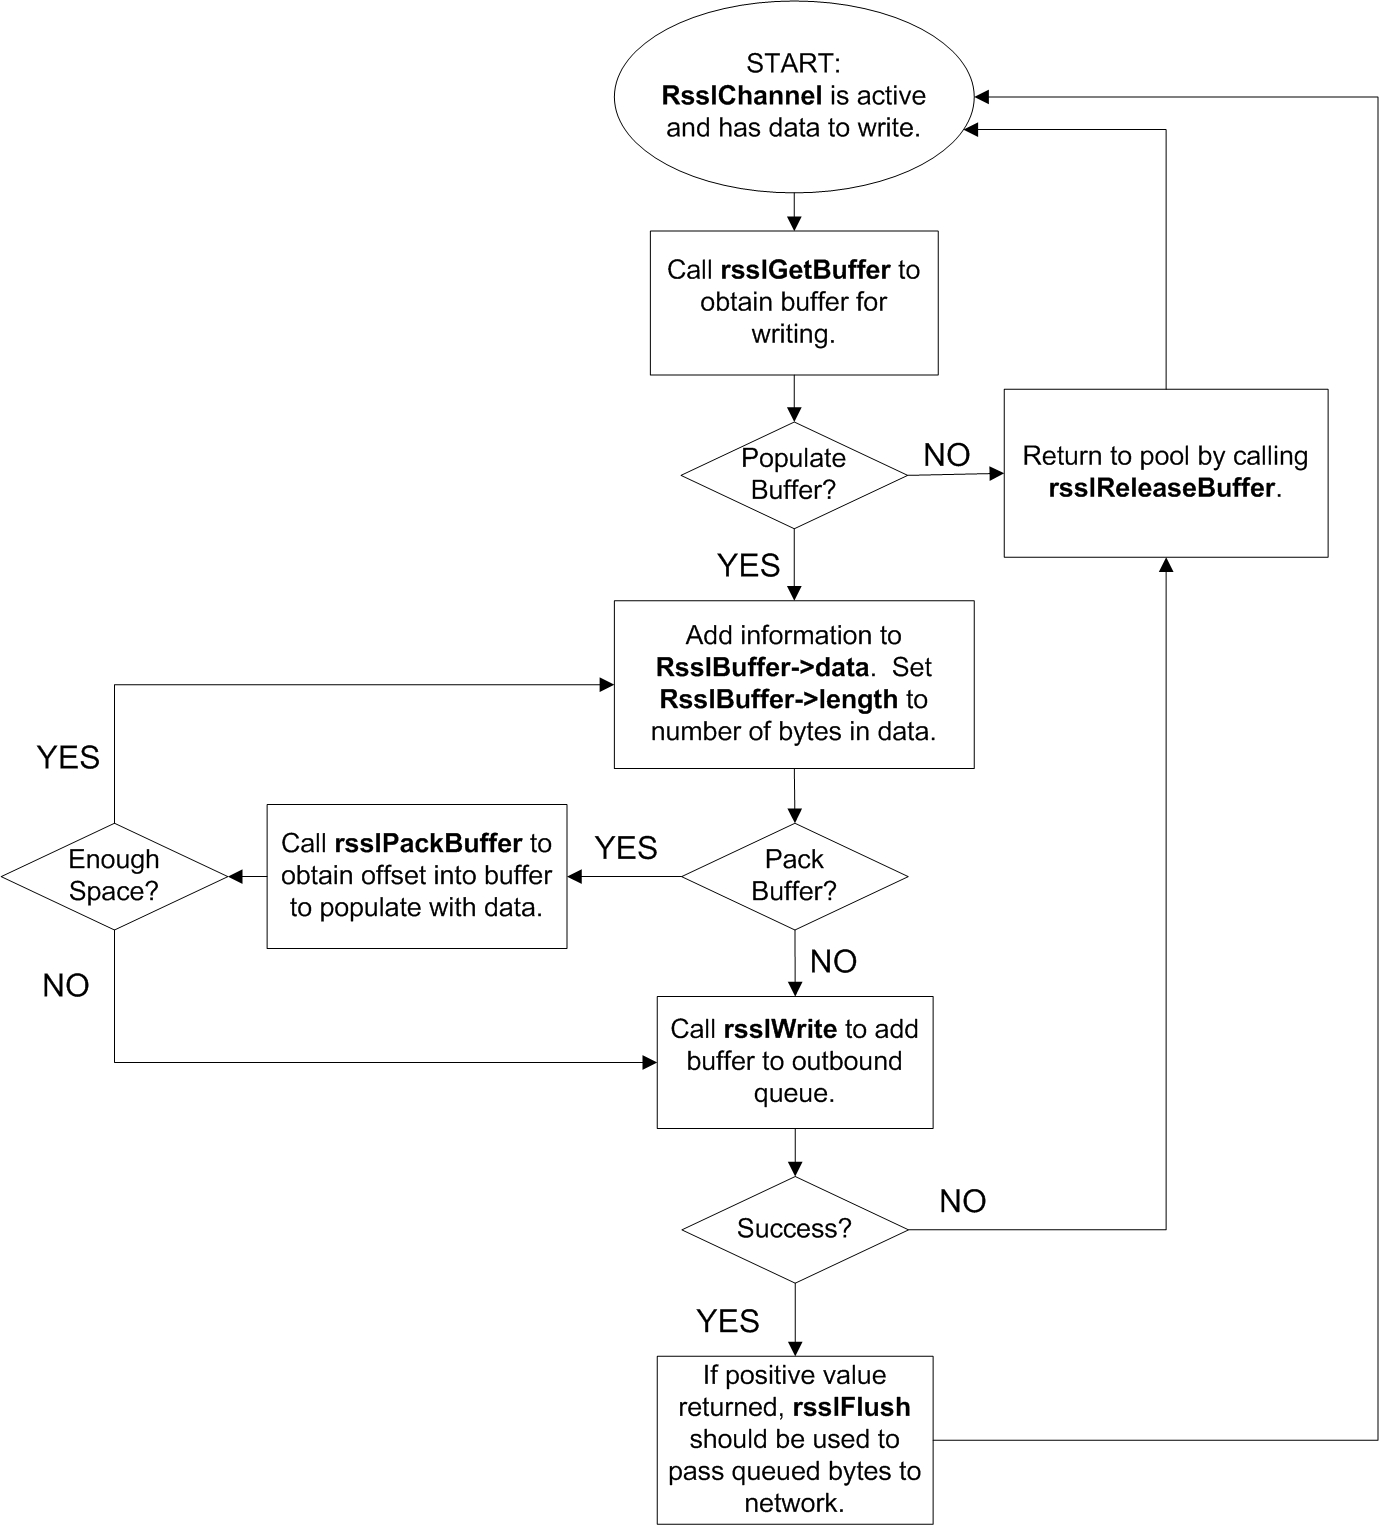 START:
RsslChannel is active
and has data to write.
Call rsslGetBuffer to
obtain buffer for
writing.
Populate
Buffer?
NO
Return to pool by calling
rsslReleaseBuffer.
YES
Add information to
RsslBuffer->data.  Set
RsslBuffer->length to
number of bytes in data.
YES
Enough
Space?
Call rsslPackBuffer to
obtain offset into buffer
to populate with data.
YES
Pack
Buffer?
NO
NO
Call rsslWrite to add
buffer to outbound
queue.
Success?
NO
YES
If positive value
returned, rsslFlush
should be used to
pass queued bytes to
network.